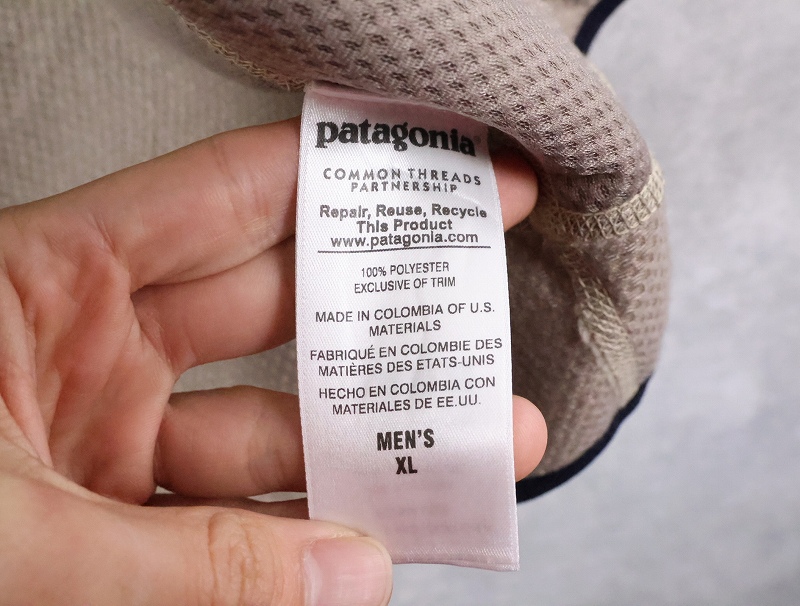 patagonia
COMMON THREADS
PARTNERSHIP
Repair, Reuse, Recycle
This Product
www.patagonia.com
100% POLYESTER
EXCLUSIVE OF TRIM
MADE IN COLOMBIA OF U.S.
MATERIALS
FABRIQUÉ EN COLOMBIE DES
MATIÈRES DES ETATS-UNIS
HECHO EN COLOMBIA CON
MATERIALES DE EE.UU.
MEN'S
XL